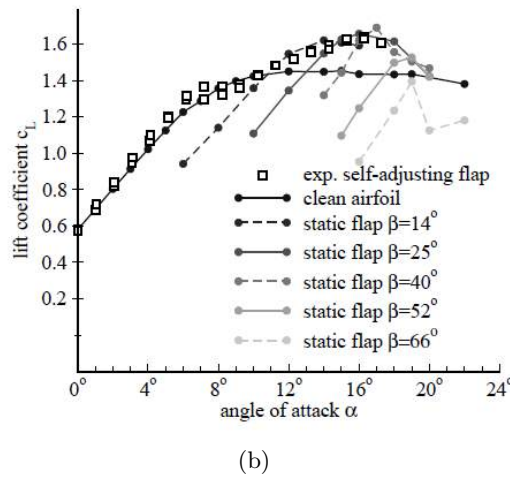 1.6
1.4
1.2
1.0
0.8
0.6
0.4
0.2
lift coefficient c_L
exp. self-adjusting flap
clean airfoil
static flap β=14°
static flap β=25°
static flap β=40°
static flap β=52°
static flap β=66°
0° 4° 8° 12° 16° 20° 24°
angle of attack α
(b)